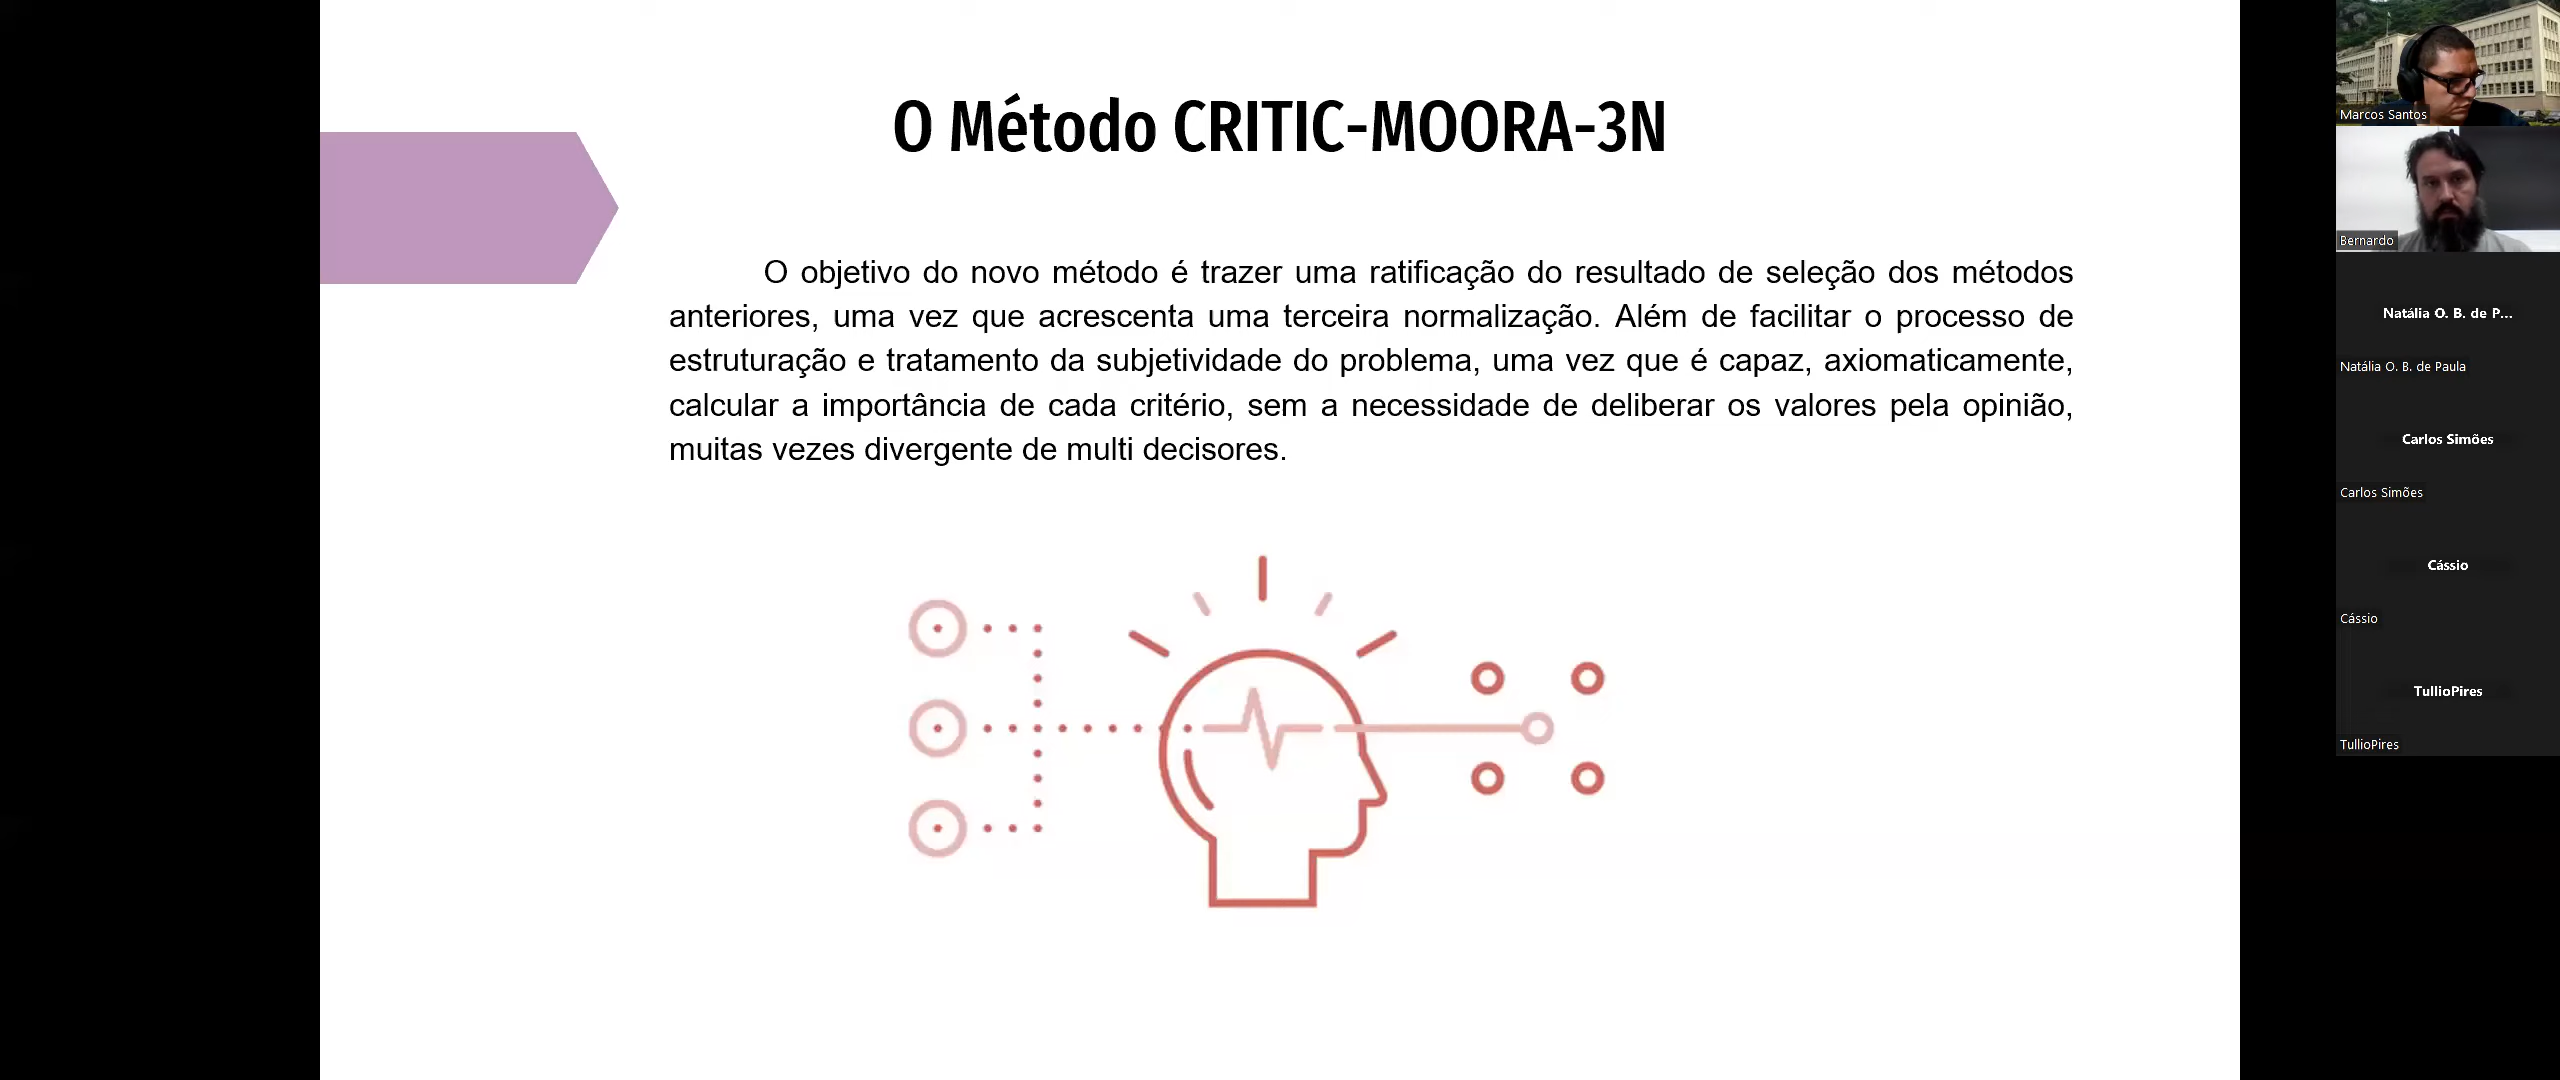 O Método CRITIC-MOORA-3N
O objetivo do novo método é trazer uma ratificação do resultado de seleção dos métodos
anteriores, uma vez que acrescenta uma terceira normalização. Além de facilitar o processo de
estruturação e tratamento da subjetividade do problema, uma vez que é capaz, axiomaticamente,
calcular a importância de cada critério, sem a necessidade de deliberar os valores pela opinião,
muitas vezes divergente de multi decisores.
Marcos Santos
Bernardo
Natália O. B. de P...
Natália O. B. de Paula
Carlos Simões
Carlos Simões
Cássio
Cássio
TullioPires
TullioPires